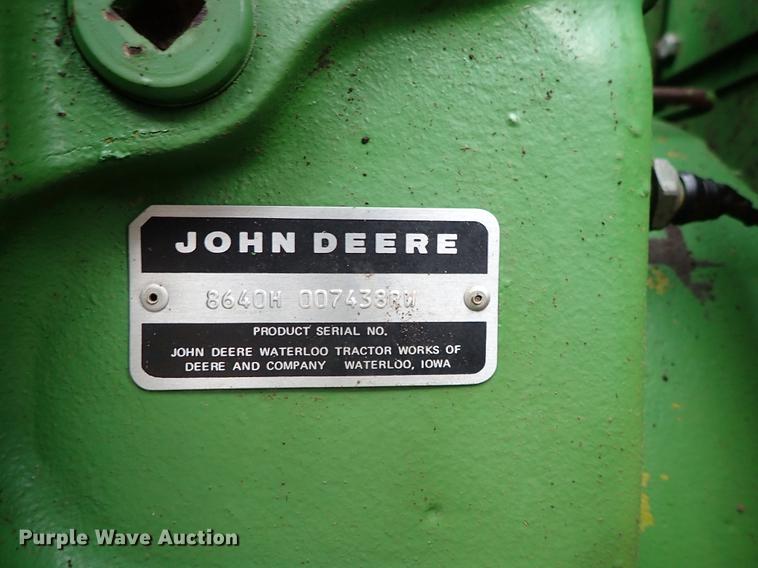 JOHN DEERE
8640H 007438RW
PRODUCT SERIAL NO.
JOHN DEERE WATERLOO TRACTOR WORKS OF
DEERE AND COMPANY WATERLOO, IOWA
Purple Wave Auction